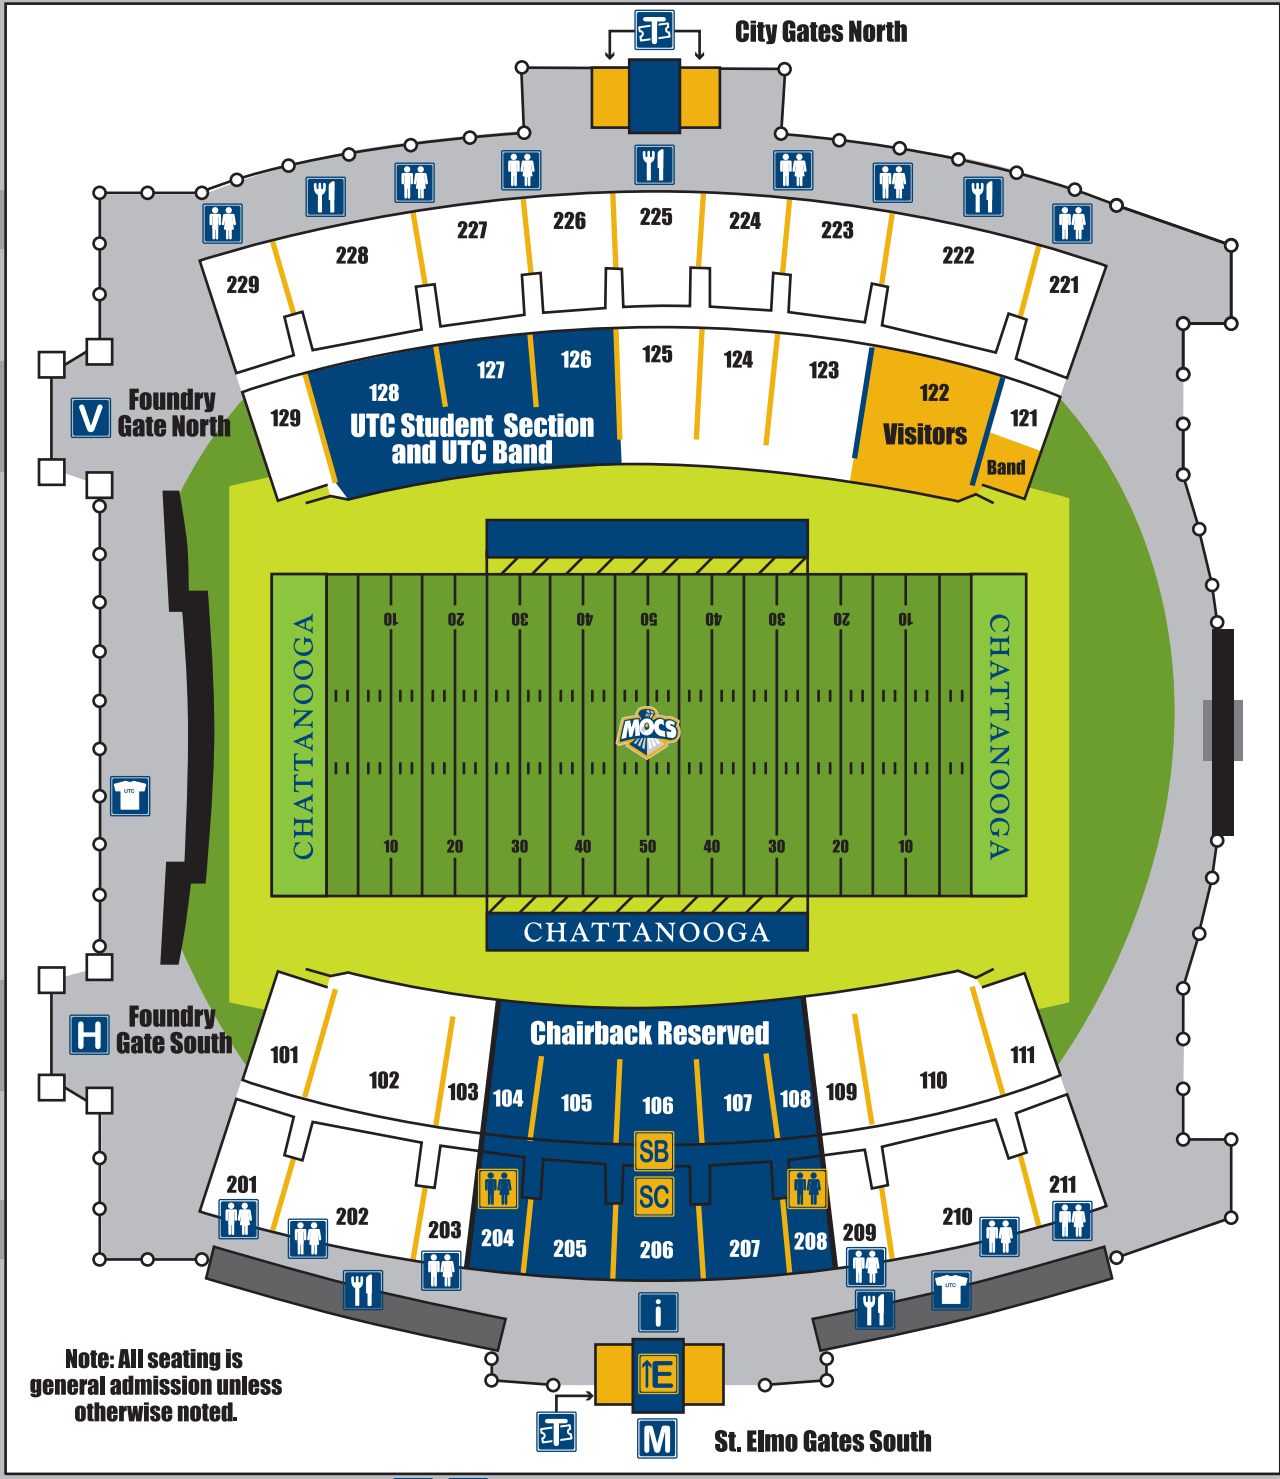 T
City Gates North
229
228
227
226
225
224
223
222
221
129
128
127
126
125
124
123
122
121
UTC Student Section
and UTC Band
Visitors
Band
V
Foundry
Gate North
10
20
30
40
50
40
30
20
10
CHATTANOOGA
CHATTANOOGA
MOCS
UTC
10
20
30
40
50
40
30
20
10
CHATTANOOGA
H
Foundry
Gate South
Chairback Reserved
101
102
103
104
105
106
107
108
109
110
111
SB
SC
201
202
203
204
205
206
207
208
209
210
211
UTC
i
E
T
M
St. Elmo Gates South
Note: All seating is
general admission unless
otherwise noted.